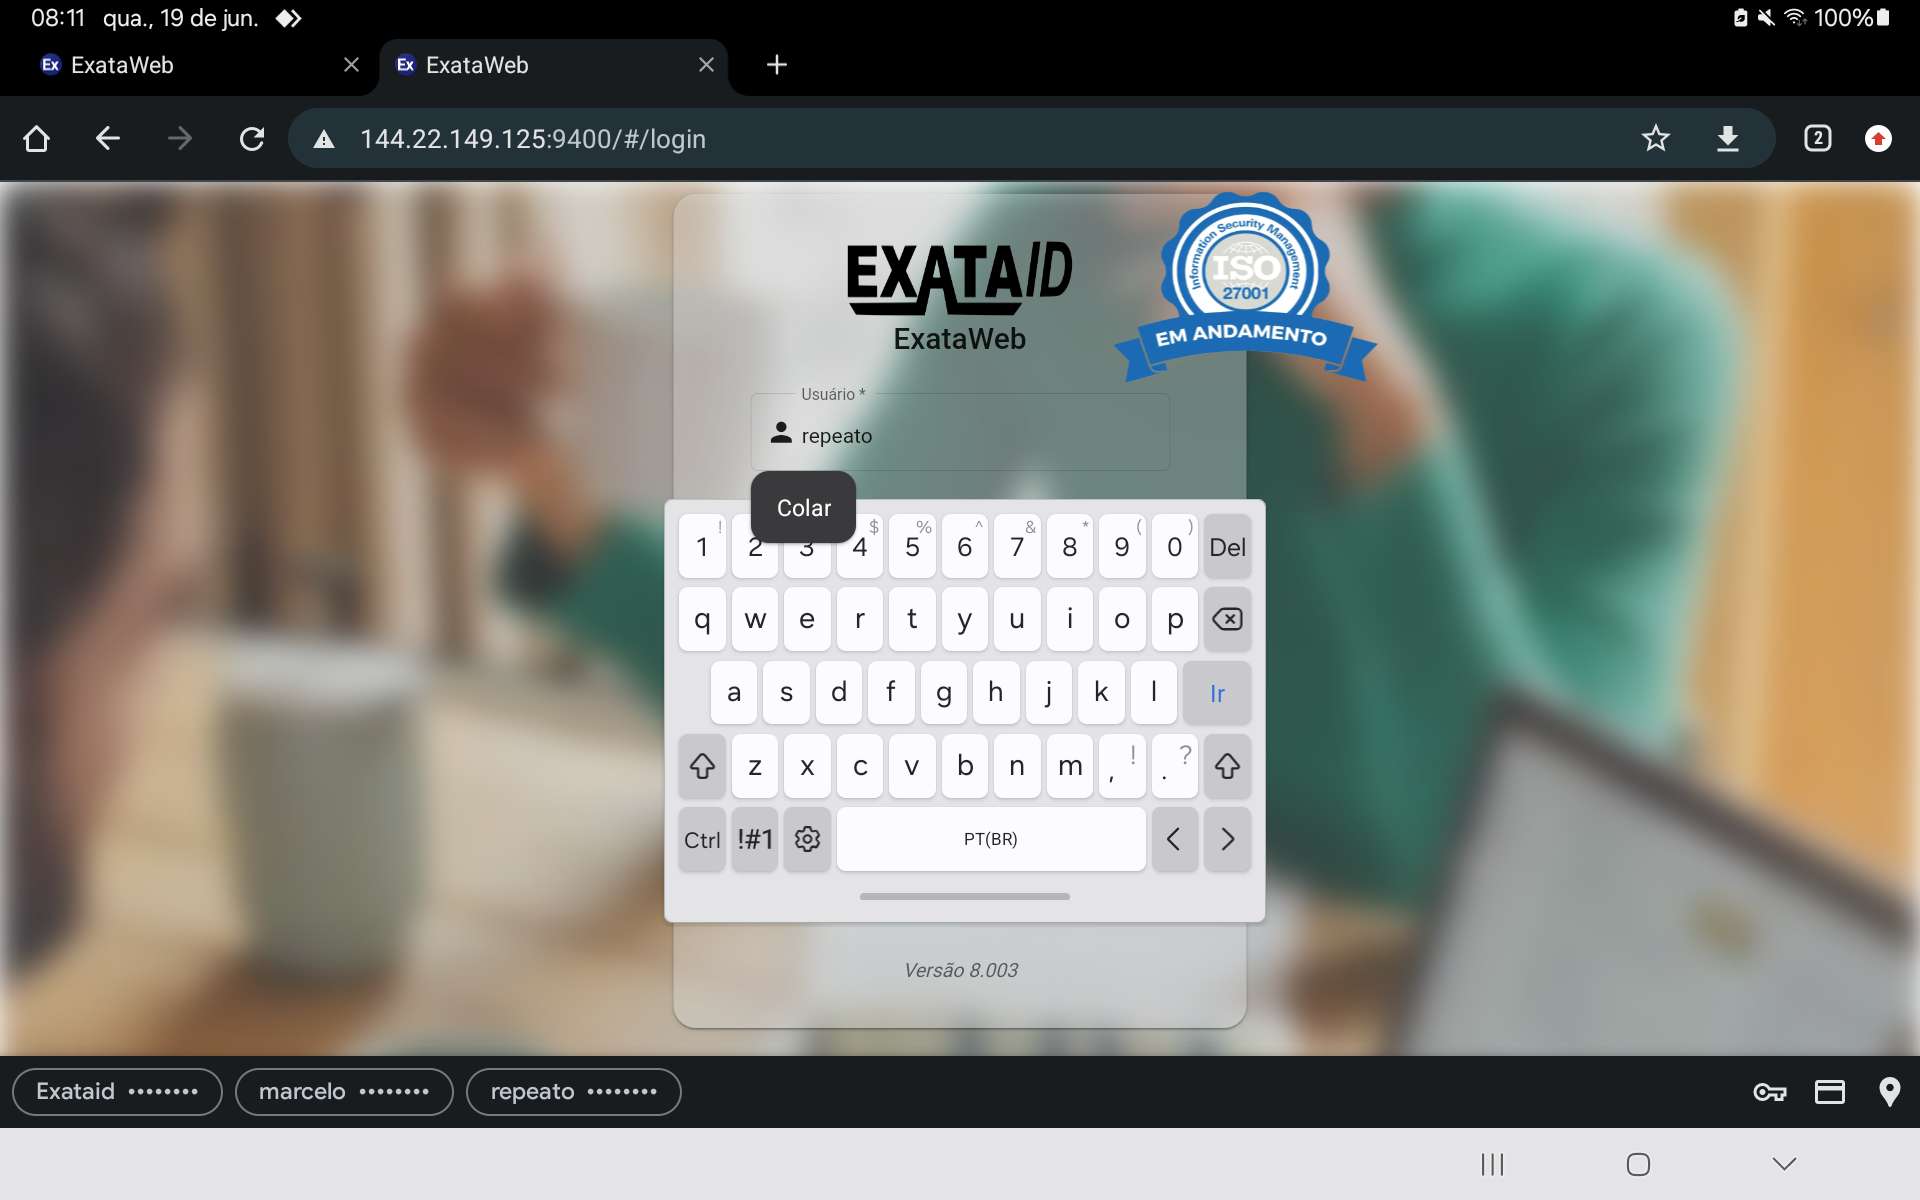 08:11 qua., 19 de jun. 100%
Ex ExataWeb
Ex ExataWeb
144.22.149.125:9400/#/login
2
EXATAID
ExataWeb
Information Security Management
ISO
27001
EM ANDAMENTO
Usuário *
repeato
Colar
1 ! 2 3 4 $ 5 % 6 ^ 7 & 8 * 9 ( 0 ) Del
q w e r t y u i o p
a s d f g h j k l Ir
z x c v b n m , ! . ?
Ctrl !#1 PT(BR) < >
Versão 8.003
Exataid ••••••••
marcelo ••••••••
repeato ••••••••